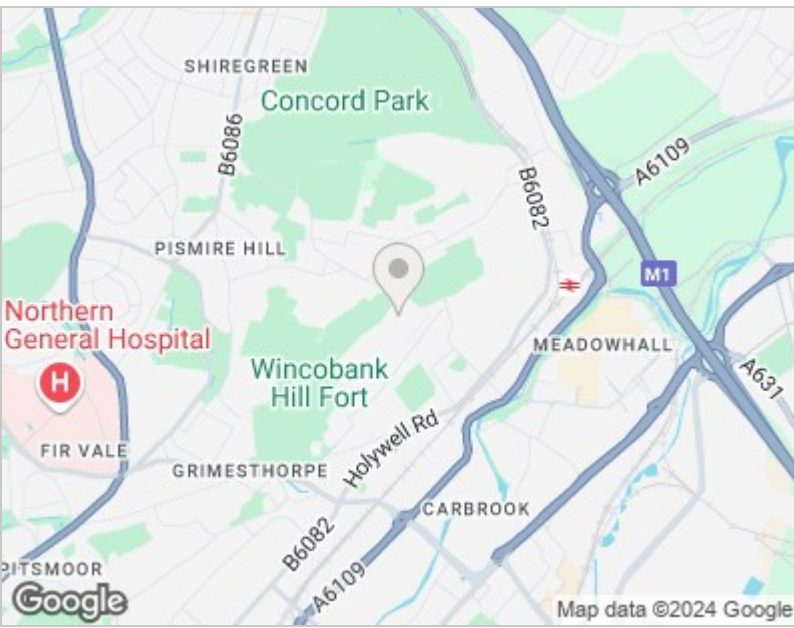 SHIREGREEN
Concord Park
B6086
A6109
B6082
PISMIRE HILL
M1
Northern
General Hospital
H
MEADOWHALL
Wincobank
Hill Fort
A631
Holywell Rd
FIR VALE
GRIMESTHORPE
CARBROOK
B6082
PITSMOOR
A6109
Google
Map data ©2024 Google